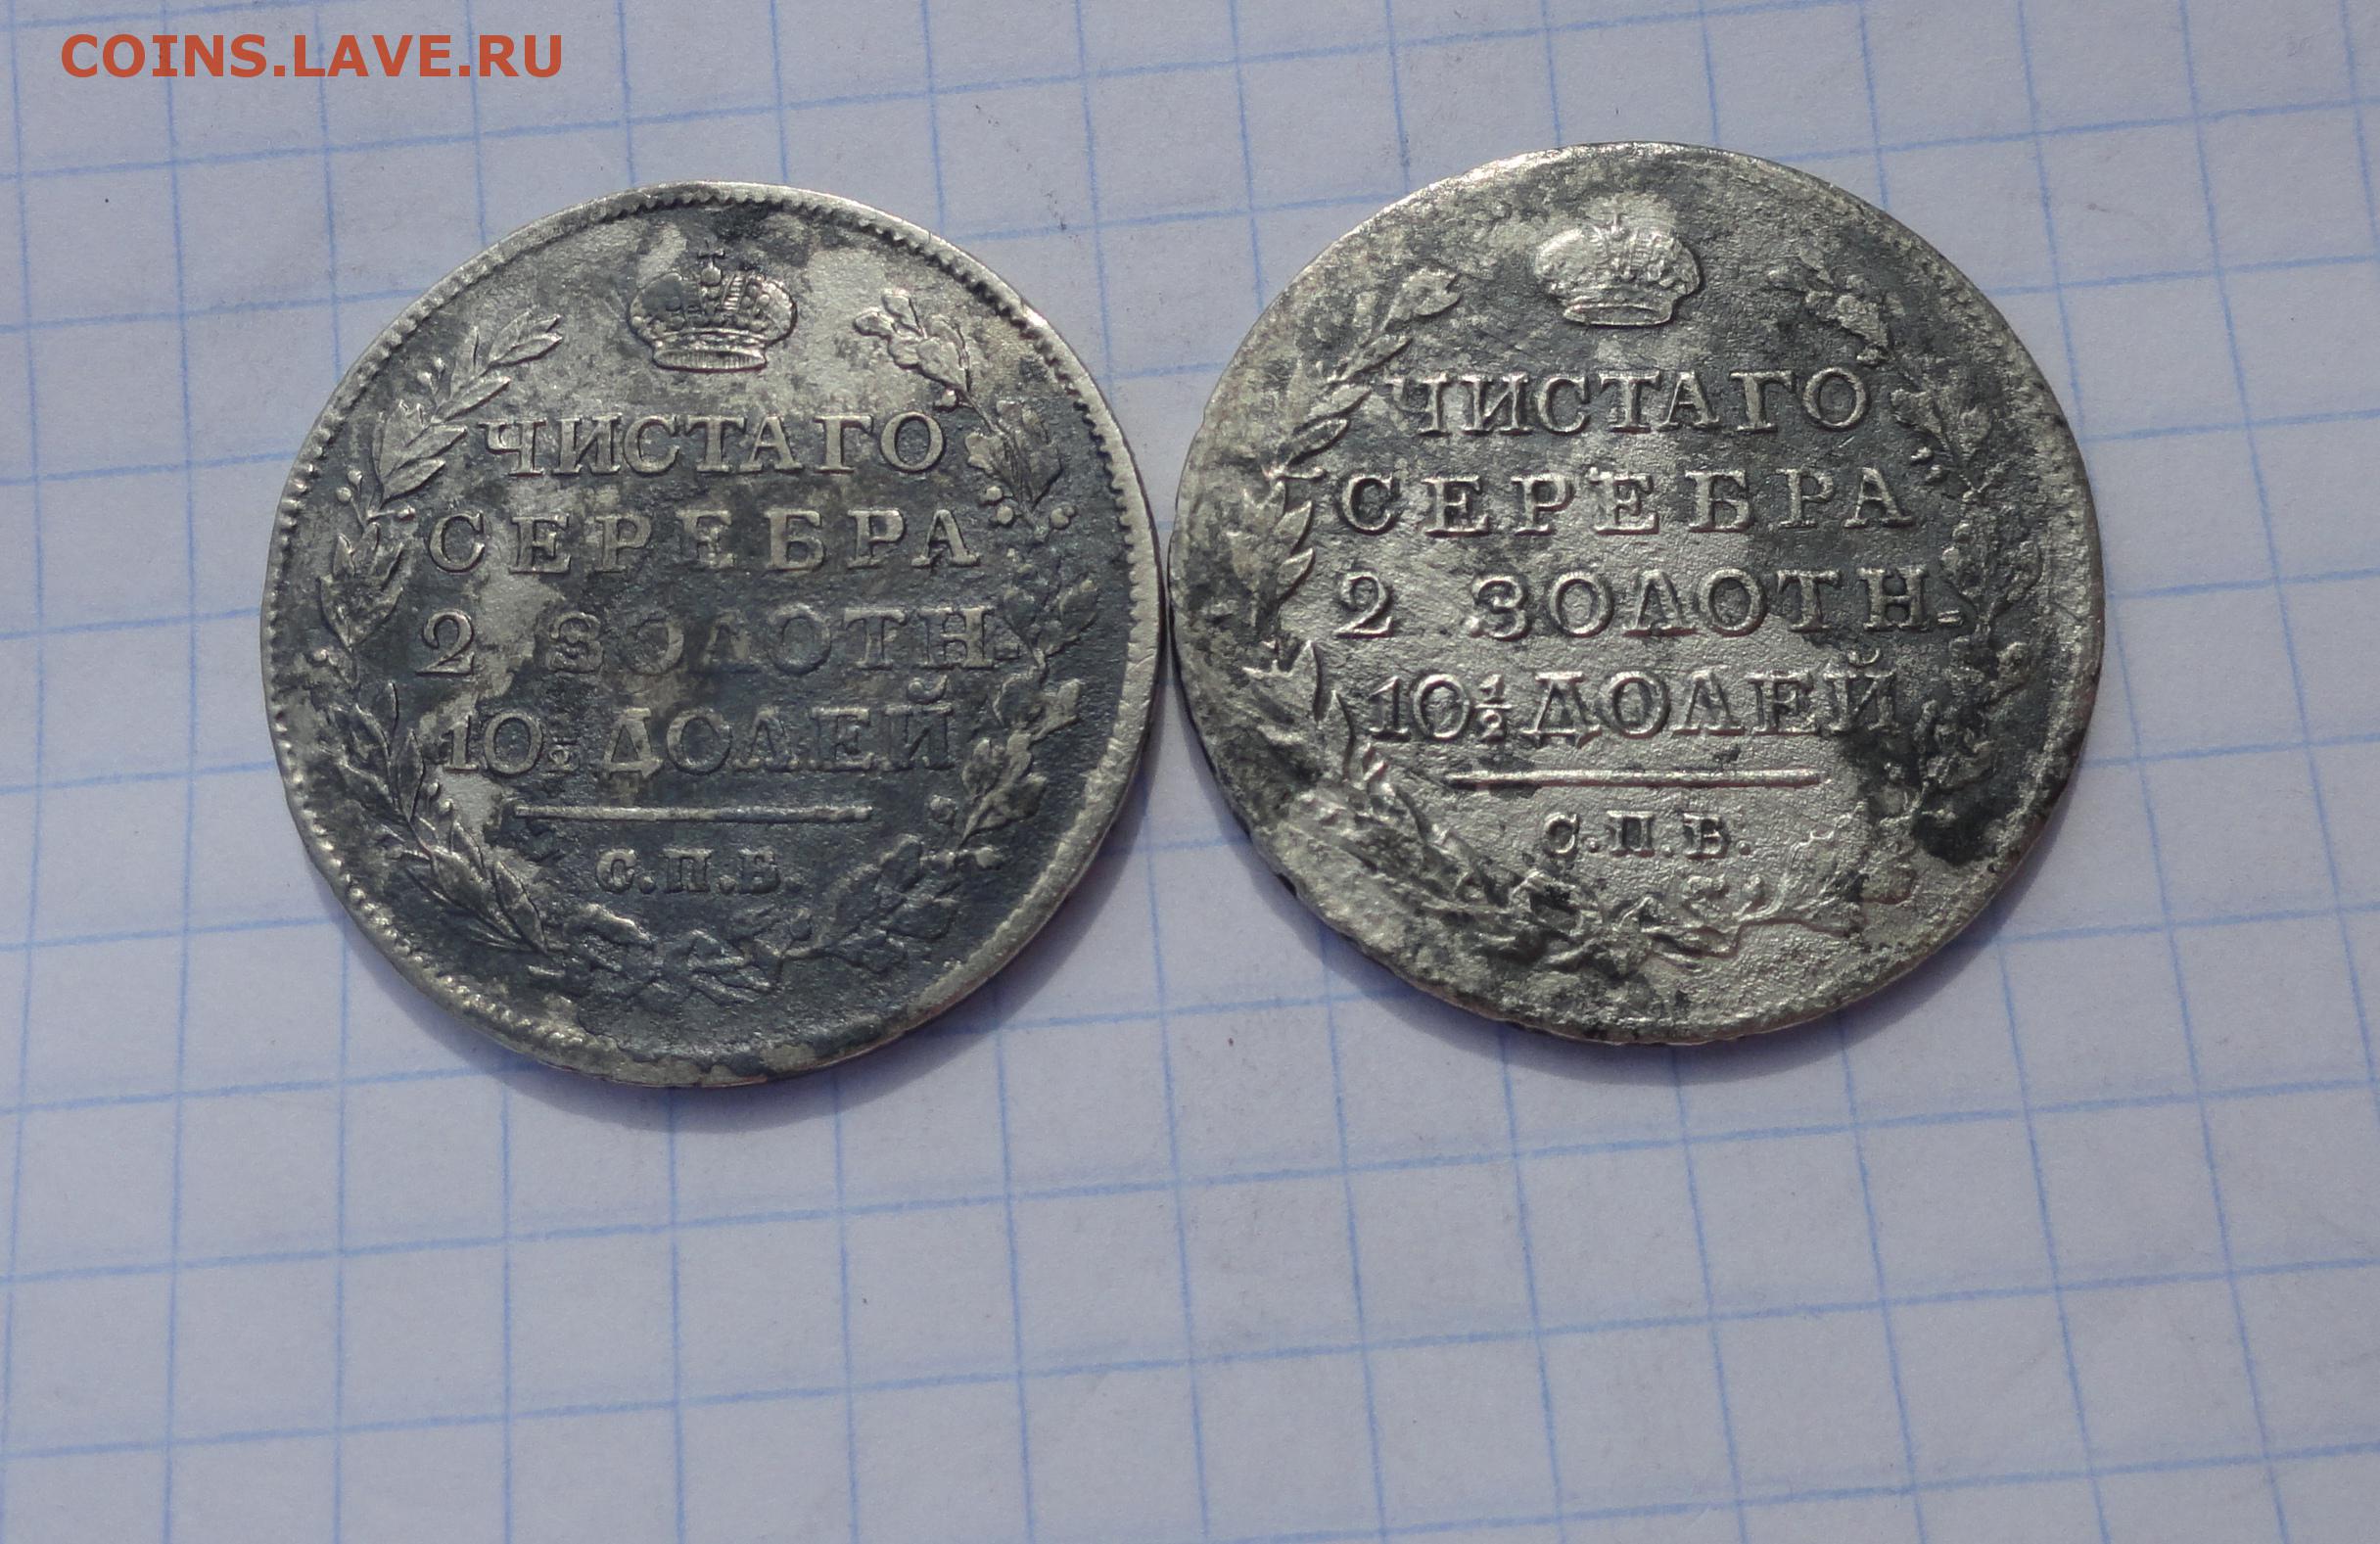 COINS.LAVE.RU
ЧИСТАГО
СЕРЕБРА
2 ЗОЛОТН.
10½ ДОЛЕЙ
С.П.Б.
ЧИСТАГО
СЕРЕБРА
2 ЗОЛОТН.
10½ ДОЛЕЙ
С.П.Б.